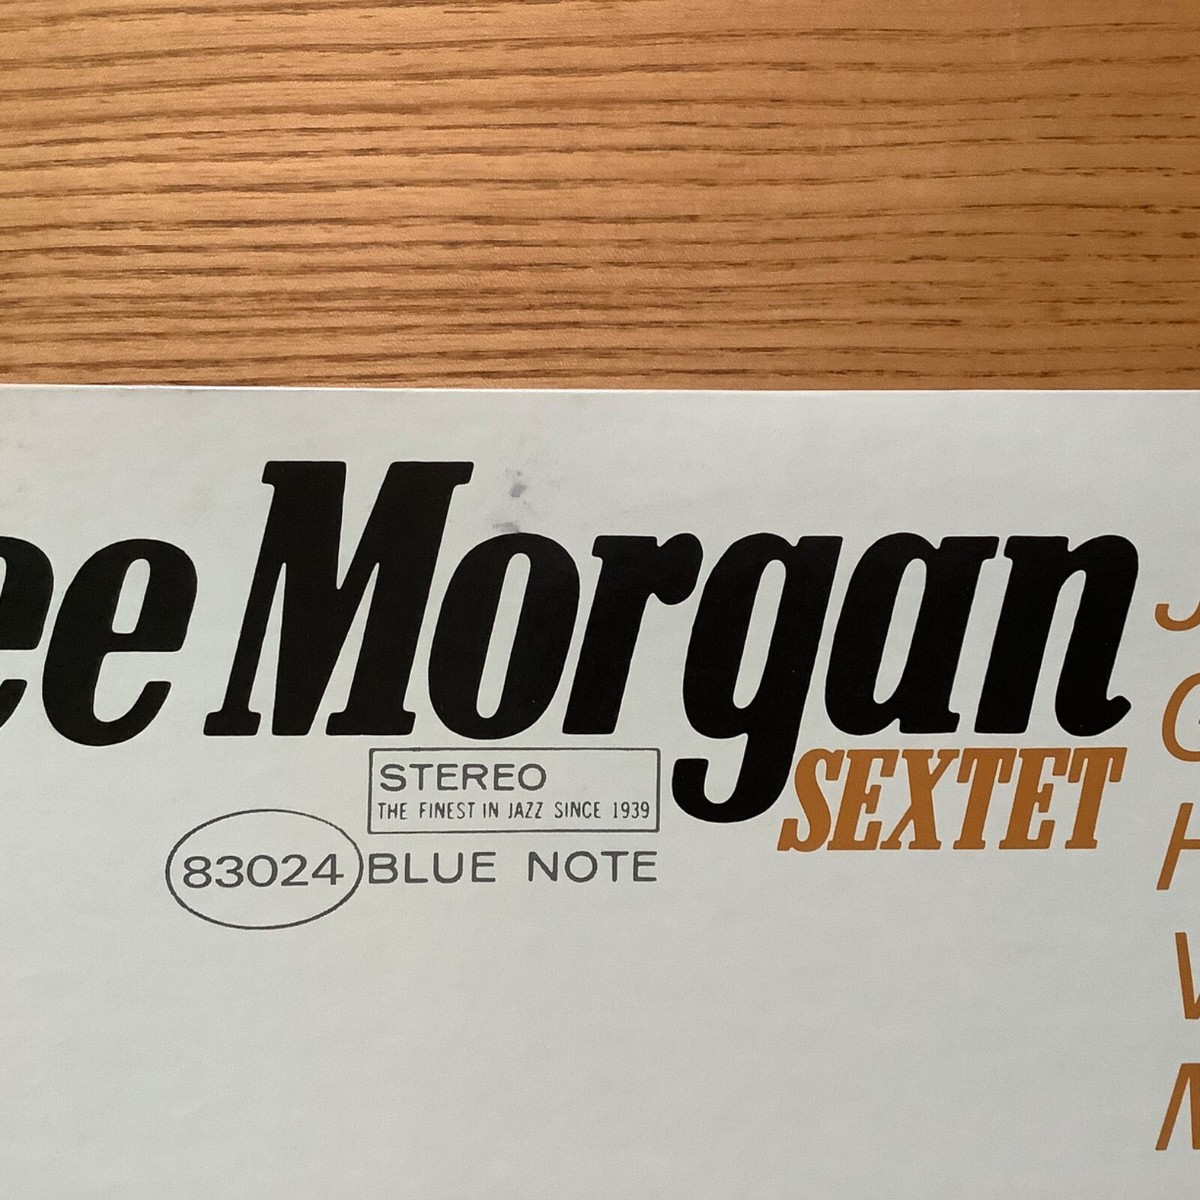 ee Morgan
SEXTET
STEREO
THE FINEST IN JAZZ SINCE 1939
83024 BLUE NOTE